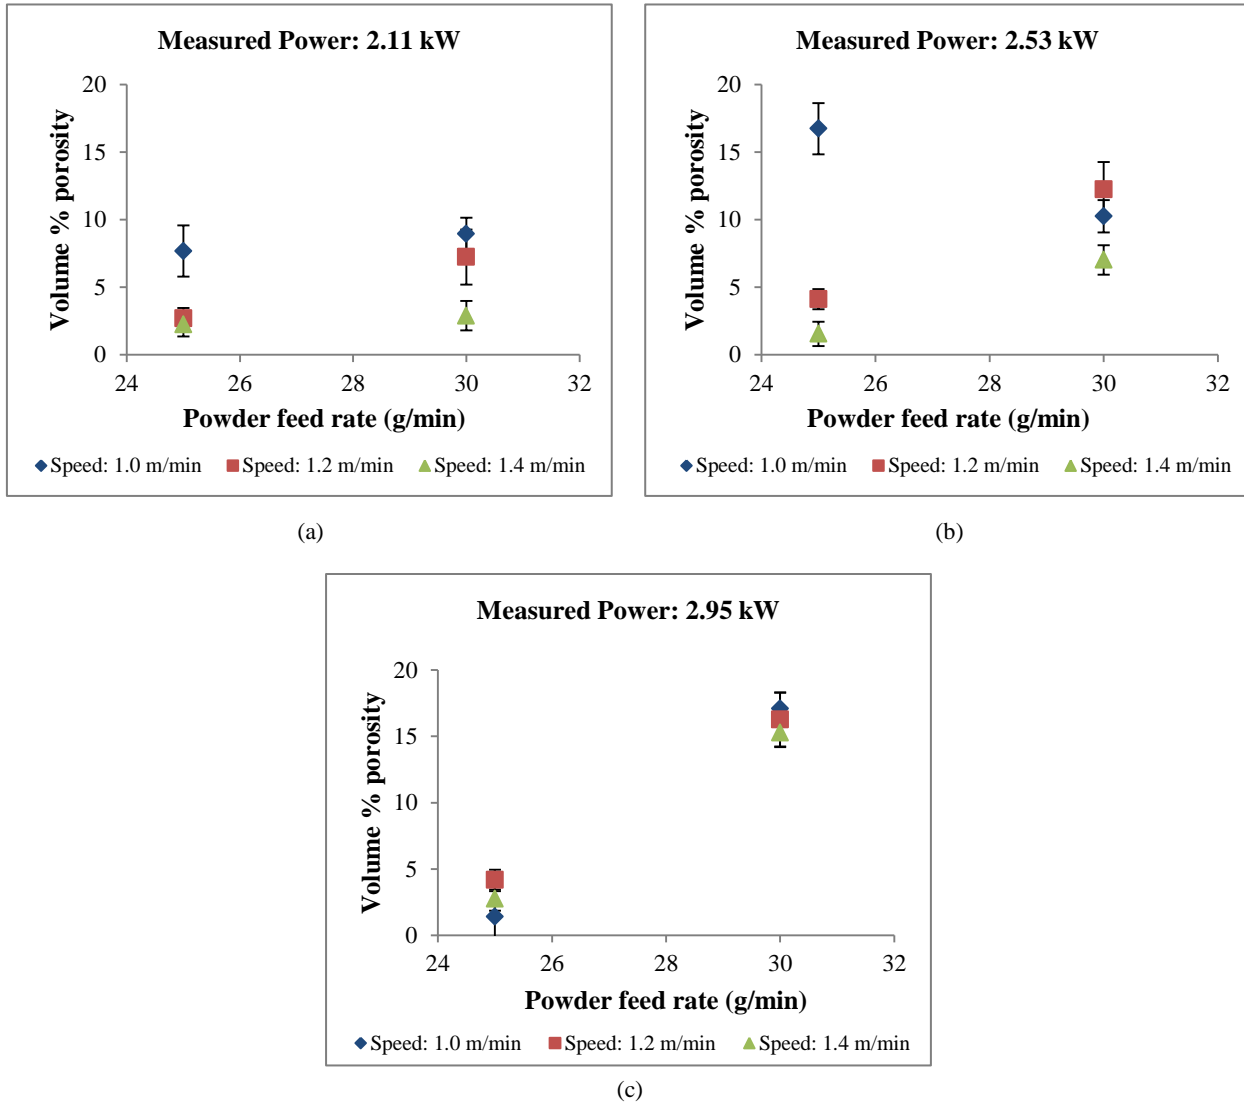 Measured Power: 2.11 kW
20
15
10
5
0
Volume % porosity
24 26 28 30 32
Powder feed rate (g/min)
Speed: 1.0 m/min Speed: 1.2 m/min Speed: 1.4 m/min
(a)
Measured Power: 2.53 kW
20
15
10
5
0
Volume % porosity
24 26 28 30 32
Powder feed rate (g/min)
Speed: 1.0 m/min Speed: 1.2 m/min Speed: 1.4 m/min
(b)
Measured Power: 2.95 kW
20
15
10
5
0
Volume % porosity
24 26 28 30 32
Powder feed rate (g/min)
Speed: 1.0 m/min Speed: 1.2 m/min Speed: 1.4 m/min
(c)